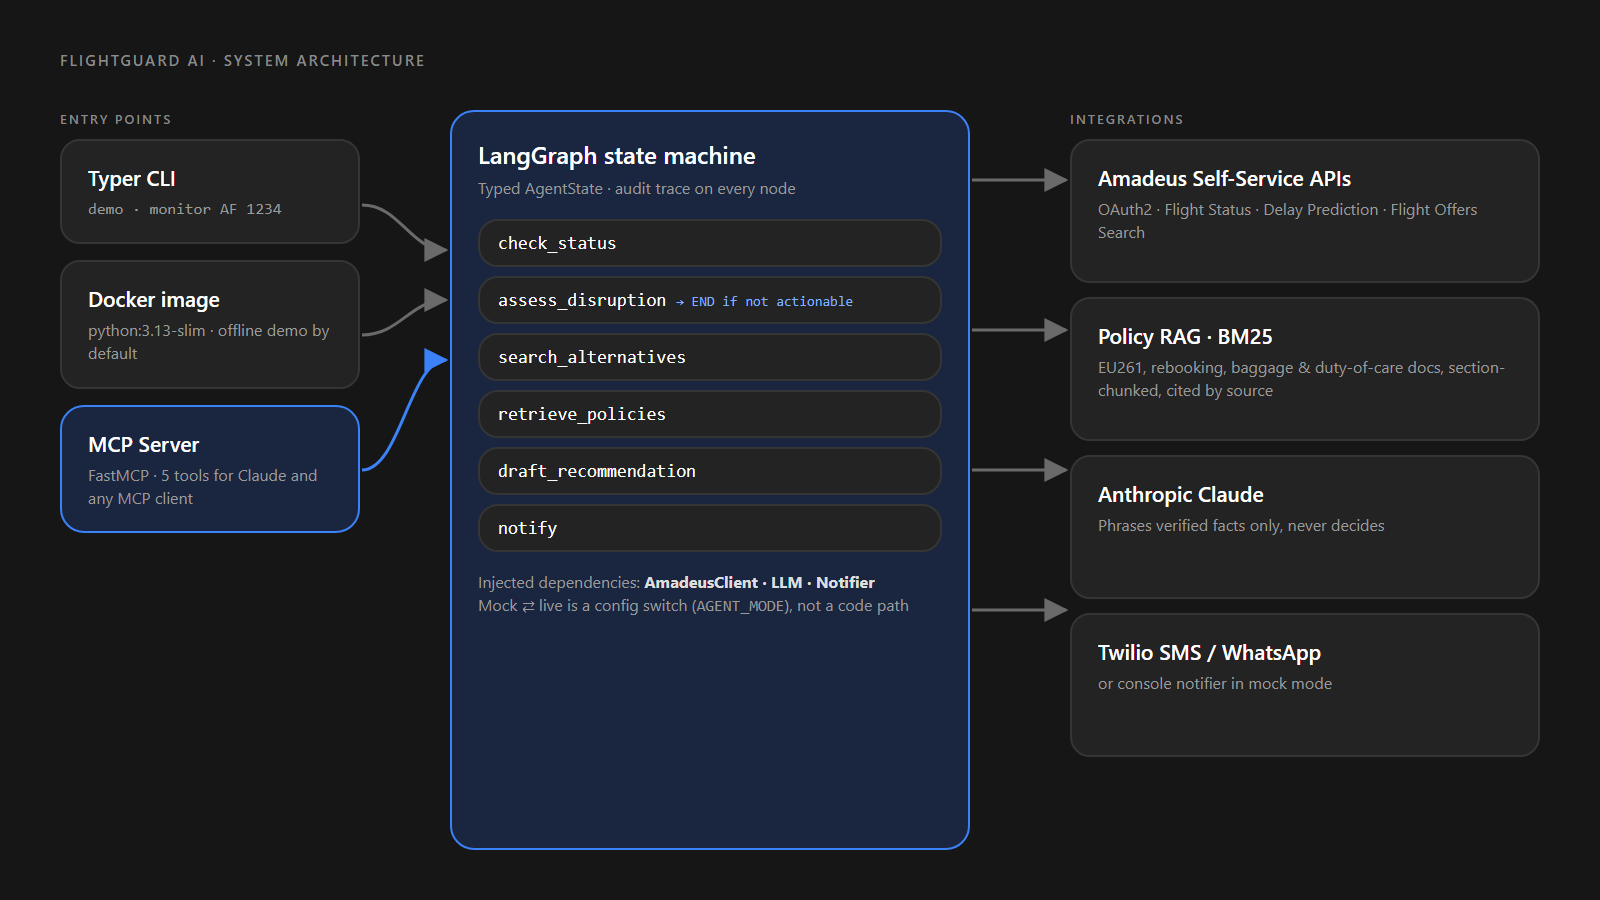 FLIGHTGUARD AI · SYSTEM ARCHITECTURE
ENTRY POINTS
Typer CLI
demo · monitor AF 1234
Docker image
python:3.13-slim · offline demo by
default
MCP Server
FastMCP · 5 tools for Claude and
any MCP client
LangGraph state machine
Typed AgentState · audit trace on every node
check_status
assess_disruption → END if not actionable
search_alternatives
retrieve_policies
draft_recommendation
notify
Injected dependencies: AmadeusClient · LLM · Notifier
Mock ⇄ live is a config switch (AGENT_MODE), not a code path
INTEGRATIONS
Amadeus Self-Service APIs
OAuth2 · Flight Status · Delay Prediction · Flight Offers
Search
Policy RAG · BM25
EU261, rebooking, baggage & duty-of-care docs, section-
chunked, cited by source
Anthropic Claude
Phrases verified facts only, never decides
Twilio SMS / WhatsApp
or console notifier in mock mode